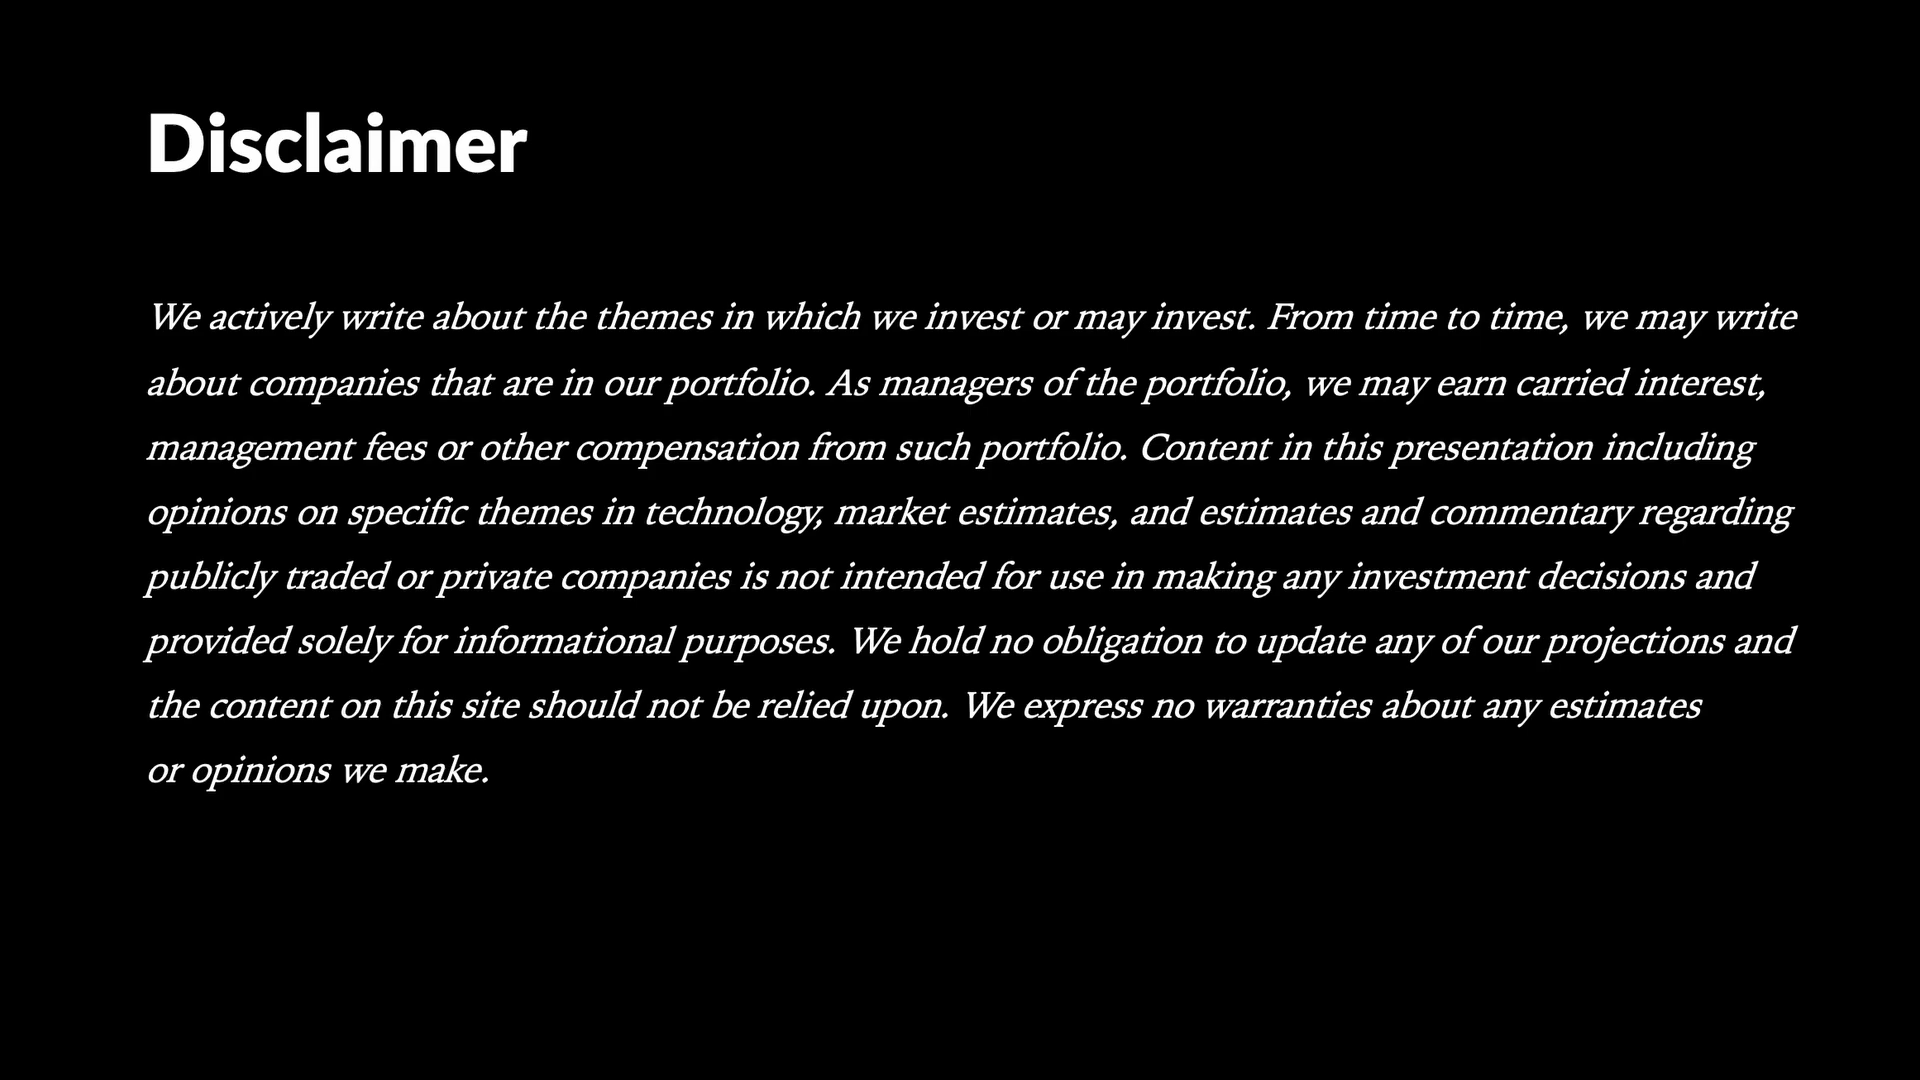 Disclaimer
We actively write about the themes in which we invest or may invest. From time to time, we may write
about companies that are in our portfolio. As managers of the portfolio, we may earn carried interest,
management fees or other compensation from such portfolio. Content in this presentation including
opinions on specific themes in technology, market estimates, and estimates and commentary regarding
publicly traded or private companies is not intended for use in making any investment decisions and
provided solely for informational purposes. We hold no obligation to update any of our projections and
the content on this site should not be relied upon. We express no warranties about any estimates
or opinions we make.